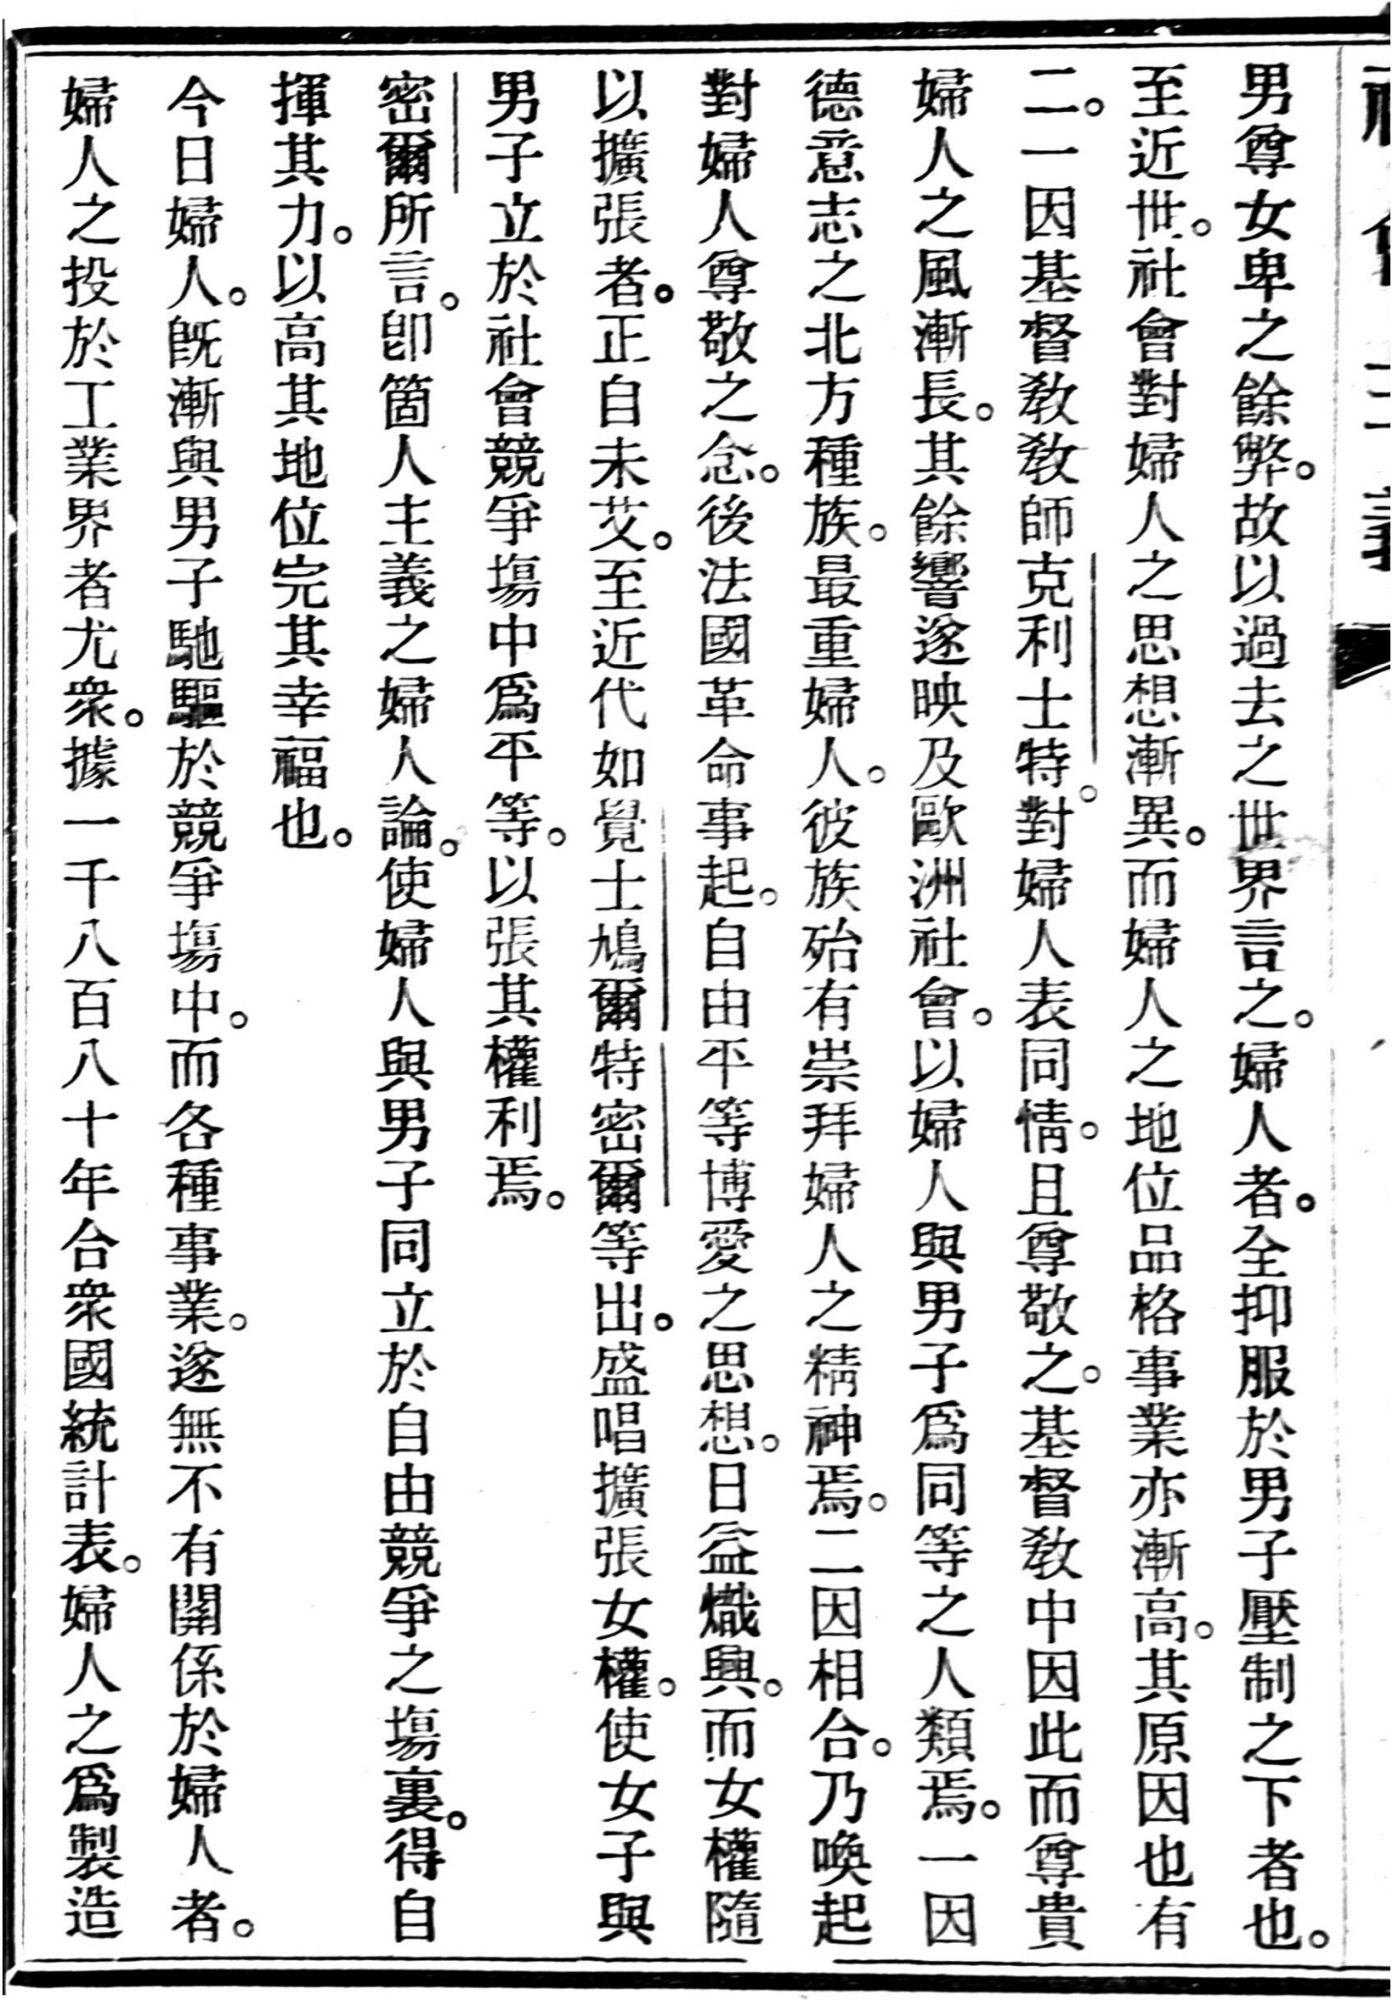 社會主義
男尊女卑之餘弊。故以過去之世界言之。婦人者。全抑服於男子壓制之下者也。
至近世。社會對婦人之思想漸異。而婦人之地位品格事業亦漸高。其原因也有
二。一因基督敎敎師克利士特。對婦人表同情。且尊敬之。基督敎中因此而尊貴
婦人之風漸長。其餘響遂映及歐洲社會。以婦人與男子爲同等之人類焉。一因
德意志之北方種族。最重婦人。彼族殆有崇拜婦人之精神焉。二因相合。乃喚起
對婦人尊敬之念。後法國革命事起。自由平等博愛之思想。日益熾興。而女權隨
以擴張者。正自未艾。至近代如覺士鳩爾特密爾等出。盛唱擴張女權。使女子與
男子立於社會競爭場中爲平等。以張其權利焉。
密爾所言。卽箇人主義之婦人論。使婦人與男子同立於自由競爭之塲裏。得自
揮其力。以高其地位完其幸福也。
今日婦人。旣漸與男子馳驅於競爭塲中。而各種事業。遂無不有關係於婦人者。
婦人之投於工業界者尤衆。據一千八百八十年合衆國統計表。婦人之爲製造